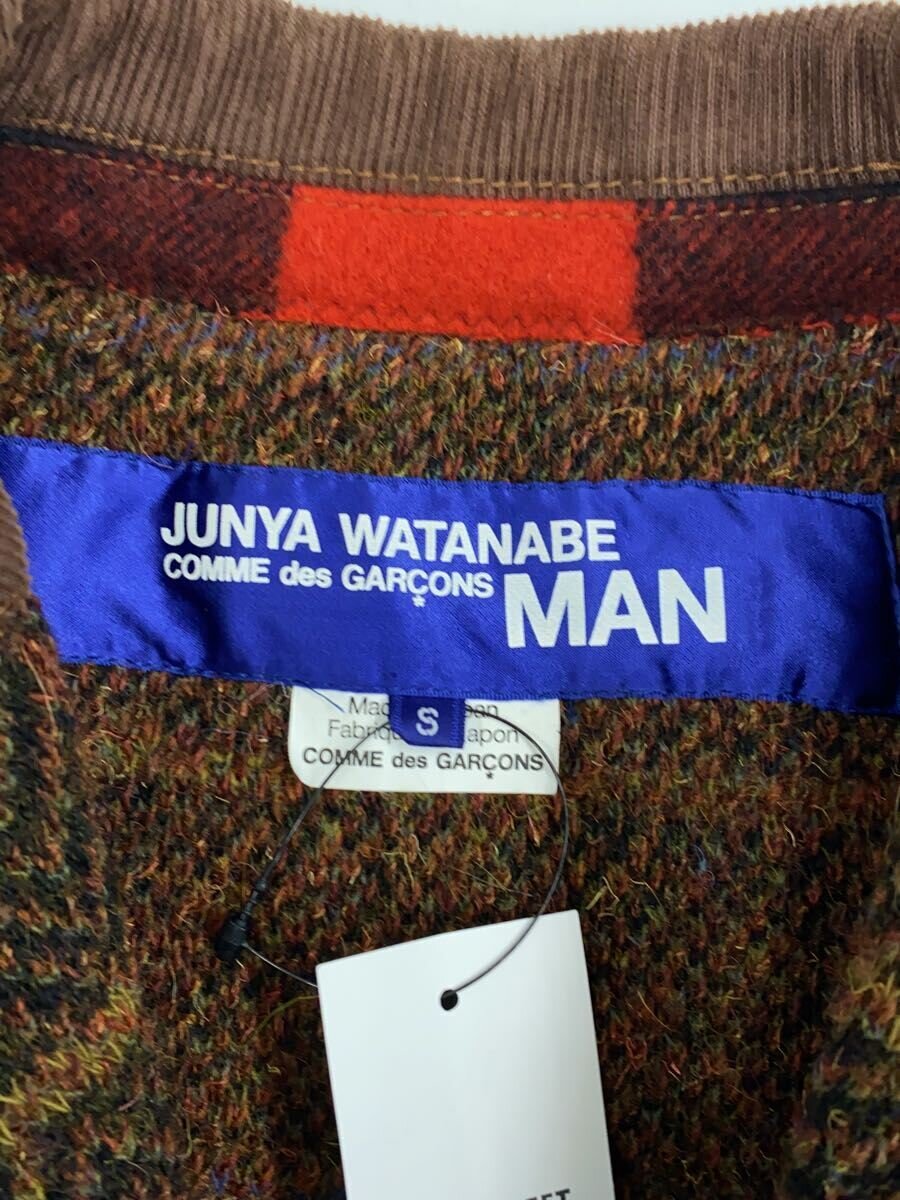 JUNYA WATANABE
COMME des GARÇONS MAN
S
COMME des GARÇONS